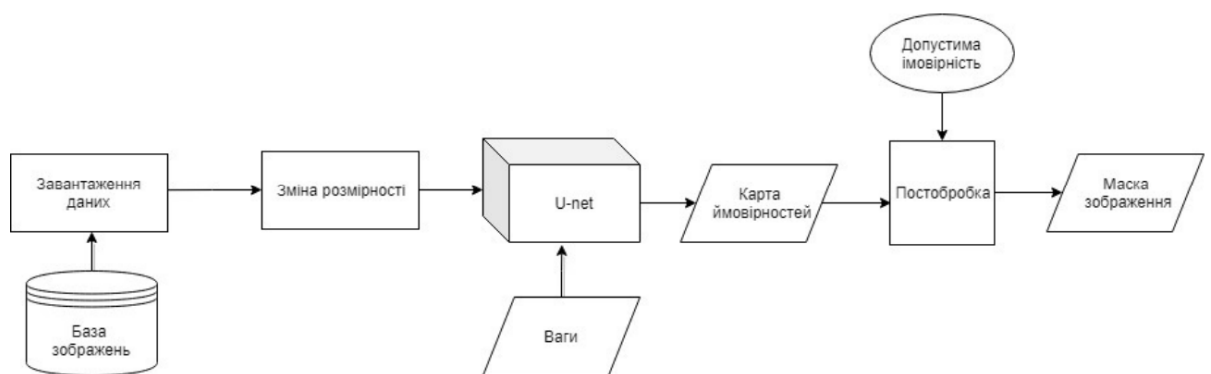 Допустима
імовірність
Завантаження
даних
Зміна розмірності
U-net
Карта
ймовірностей
Постобробка
Маска
зображення
База
зображень
Ваги